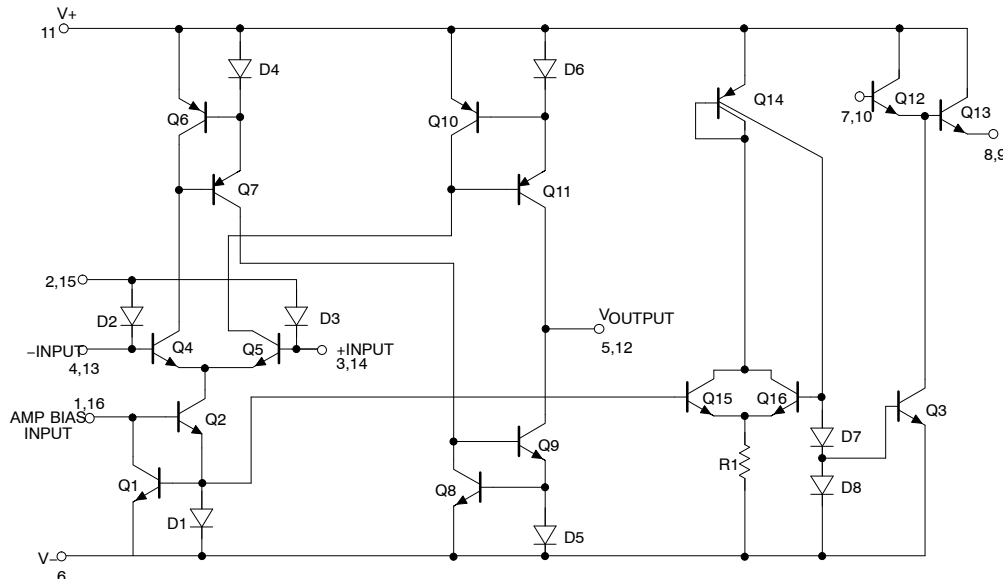 V+
11
D4
D6
Q6
Q10
Q14
Q12
Q13
7,10
8,9
Q7
Q11
2,15
D2
D3
VOUTPUT
5,12
–INPUT
4,13
Q4
Q5
+INPUT
3,14
AMP BIAS
INPUT
1,16
Q2
Q15
Q16
Q3
D7
Q9
R1
Q1
Q8
D8
D1
D5
V–
6